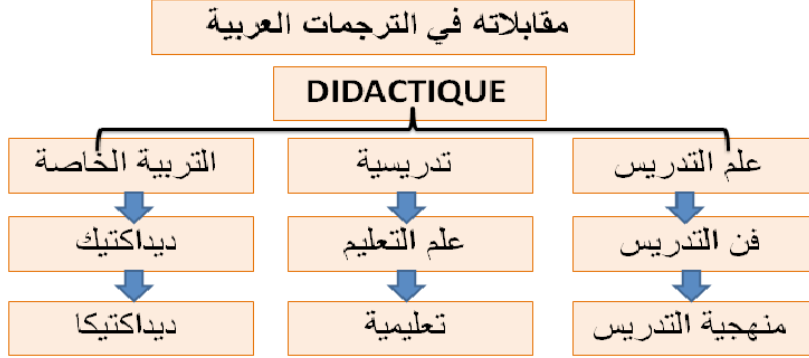 مقابلاته في الترجمات العربية
DIDACTIQUE
علم التدريس
تدريسية
التربية الخاصة
فن التدريس
علم التعليم
ديداكتيك
منهجية التدريس
تعليمية
ديداكتيكا